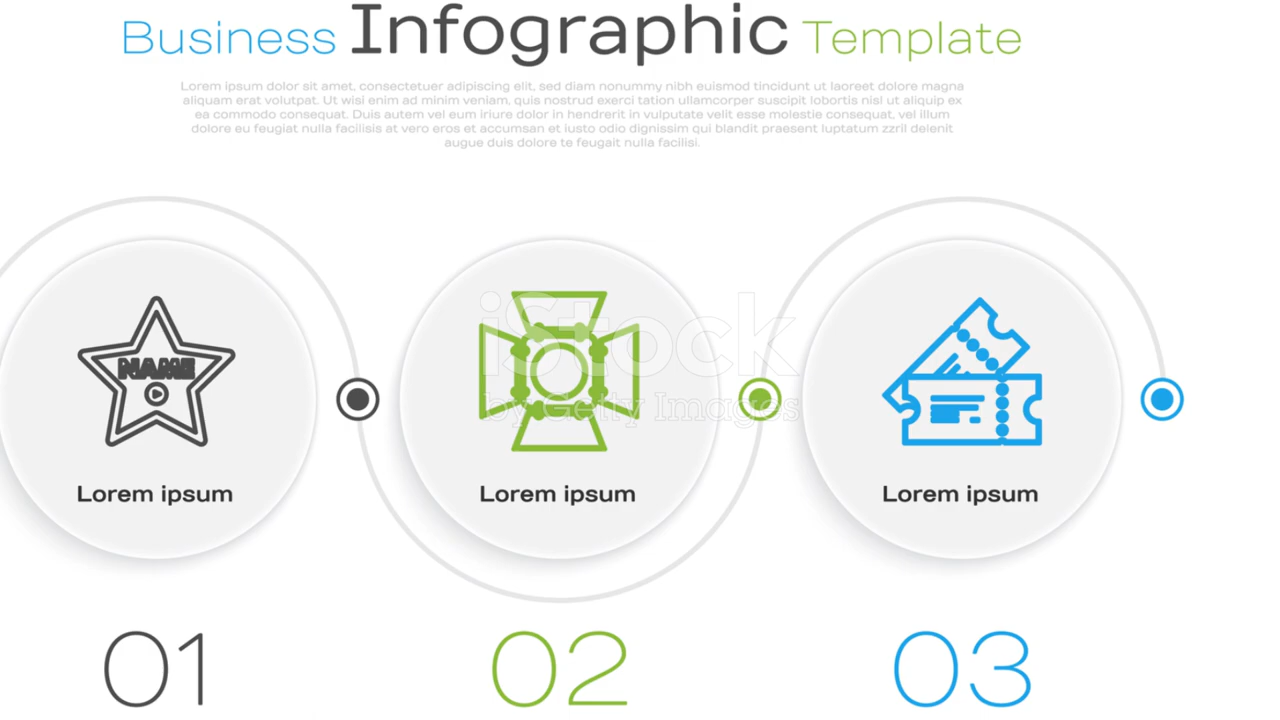 Business Infographic Template
Lorem ipsum dolor sit amet, consectetuer adipiscing elit, sed diam nonummy nibh euismod tincidunt ut laoreet dolore magna
aliquam erat volutpat. Ut wisi enim ad minim veniam, quis nostrud exerci tation ullamcorper suscipit lobortis nisl ut aliquip ex
ea commodo consequat. Duis autem vel eum iriure dolor in hendrerit in vulputate velit esse molestie consequat, vel illum
dolore eu feugiat nulla facilisis at vero eros et accumsan et iusto odio dignissim qui blandit praesent luptatum zzril delenit
augue duis dolore te feugait nulla facilisi.
NAME
iStock
by Getty Images
Lorem ipsum
Lorem ipsum
Lorem ipsum
01
02
03